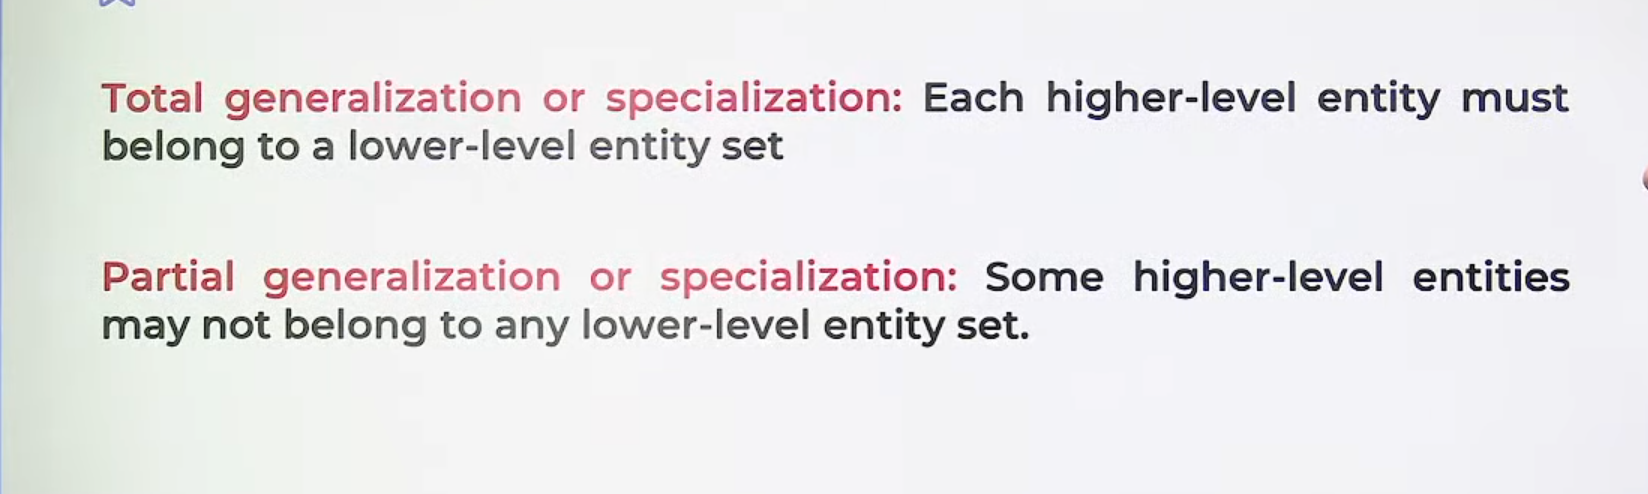 Total generalization or specialization: Each higher-level entity must
belong to a lower-level entity set
Partial generalization or specialization: Some higher-level entities
may not belong to any lower-level entity set.